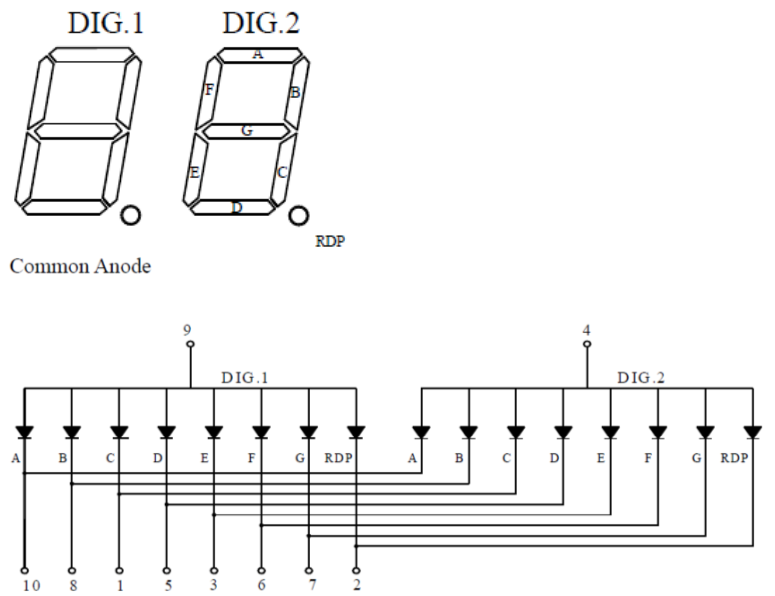 DIG.1 DIG.2
A
F B
G
E C
D
RDP
Common Anode
9 4
DIG.1 DIG.2
A B C D E F G RDP A B C D E F G RDP
10 8 1 5 3 6 7 2